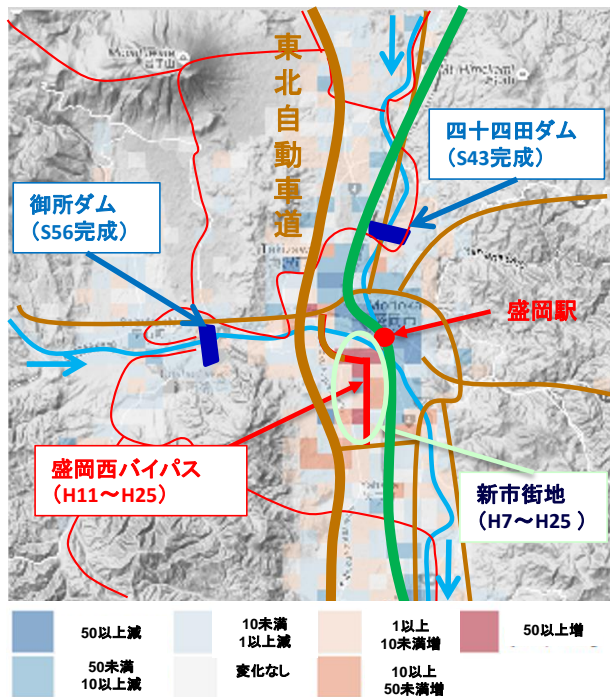 東北自動車道
四十四田ダム
（S43完成）
御所ダム
（S56完成）
盛岡駅
盛岡西バイパス
（H11～H25）
新市街地
（H7～H25 ）
50以上減
10未満
1以上減
1以上
10未満増
50以上増
50未満
10以上減
変化なし
10以上
50未満増